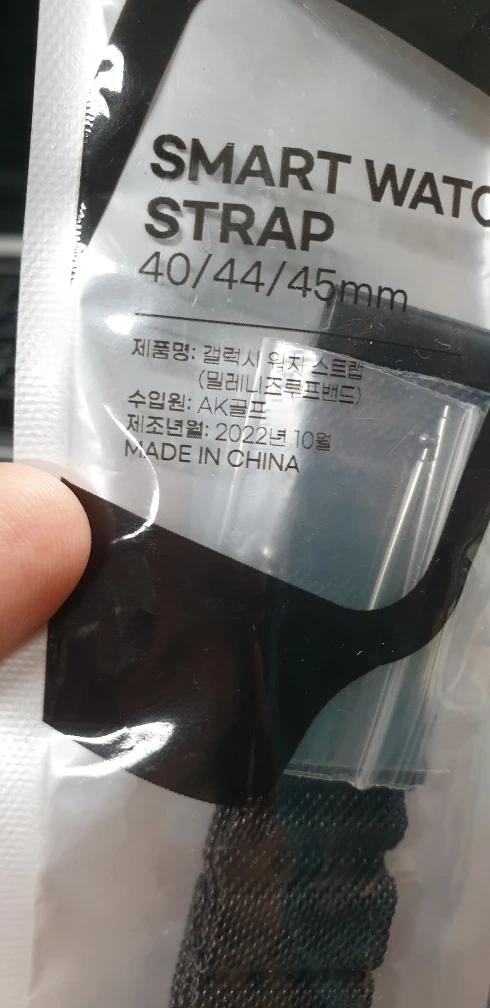 SMART WATC
STRAP
40/44/45mm
제품명: 갤럭시 워치 스트랩
(밀레니즈루프밴드)
수입원: AK골프
제조년월: 2022년 10월
MADE IN CHINA